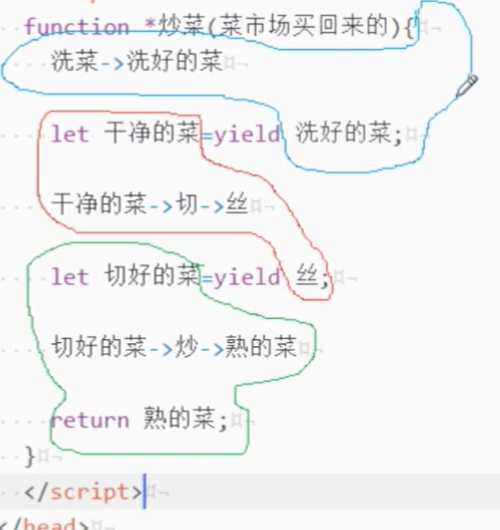 function *炒菜(菜市场买回来的){
洗菜->洗好的菜
let 干净的菜=yield 洗好的菜;
干净的菜->切->丝
let 切好的菜=yield 丝;
切好的菜->炒->熟的菜
return 熟的菜;
}
</script>
</head>